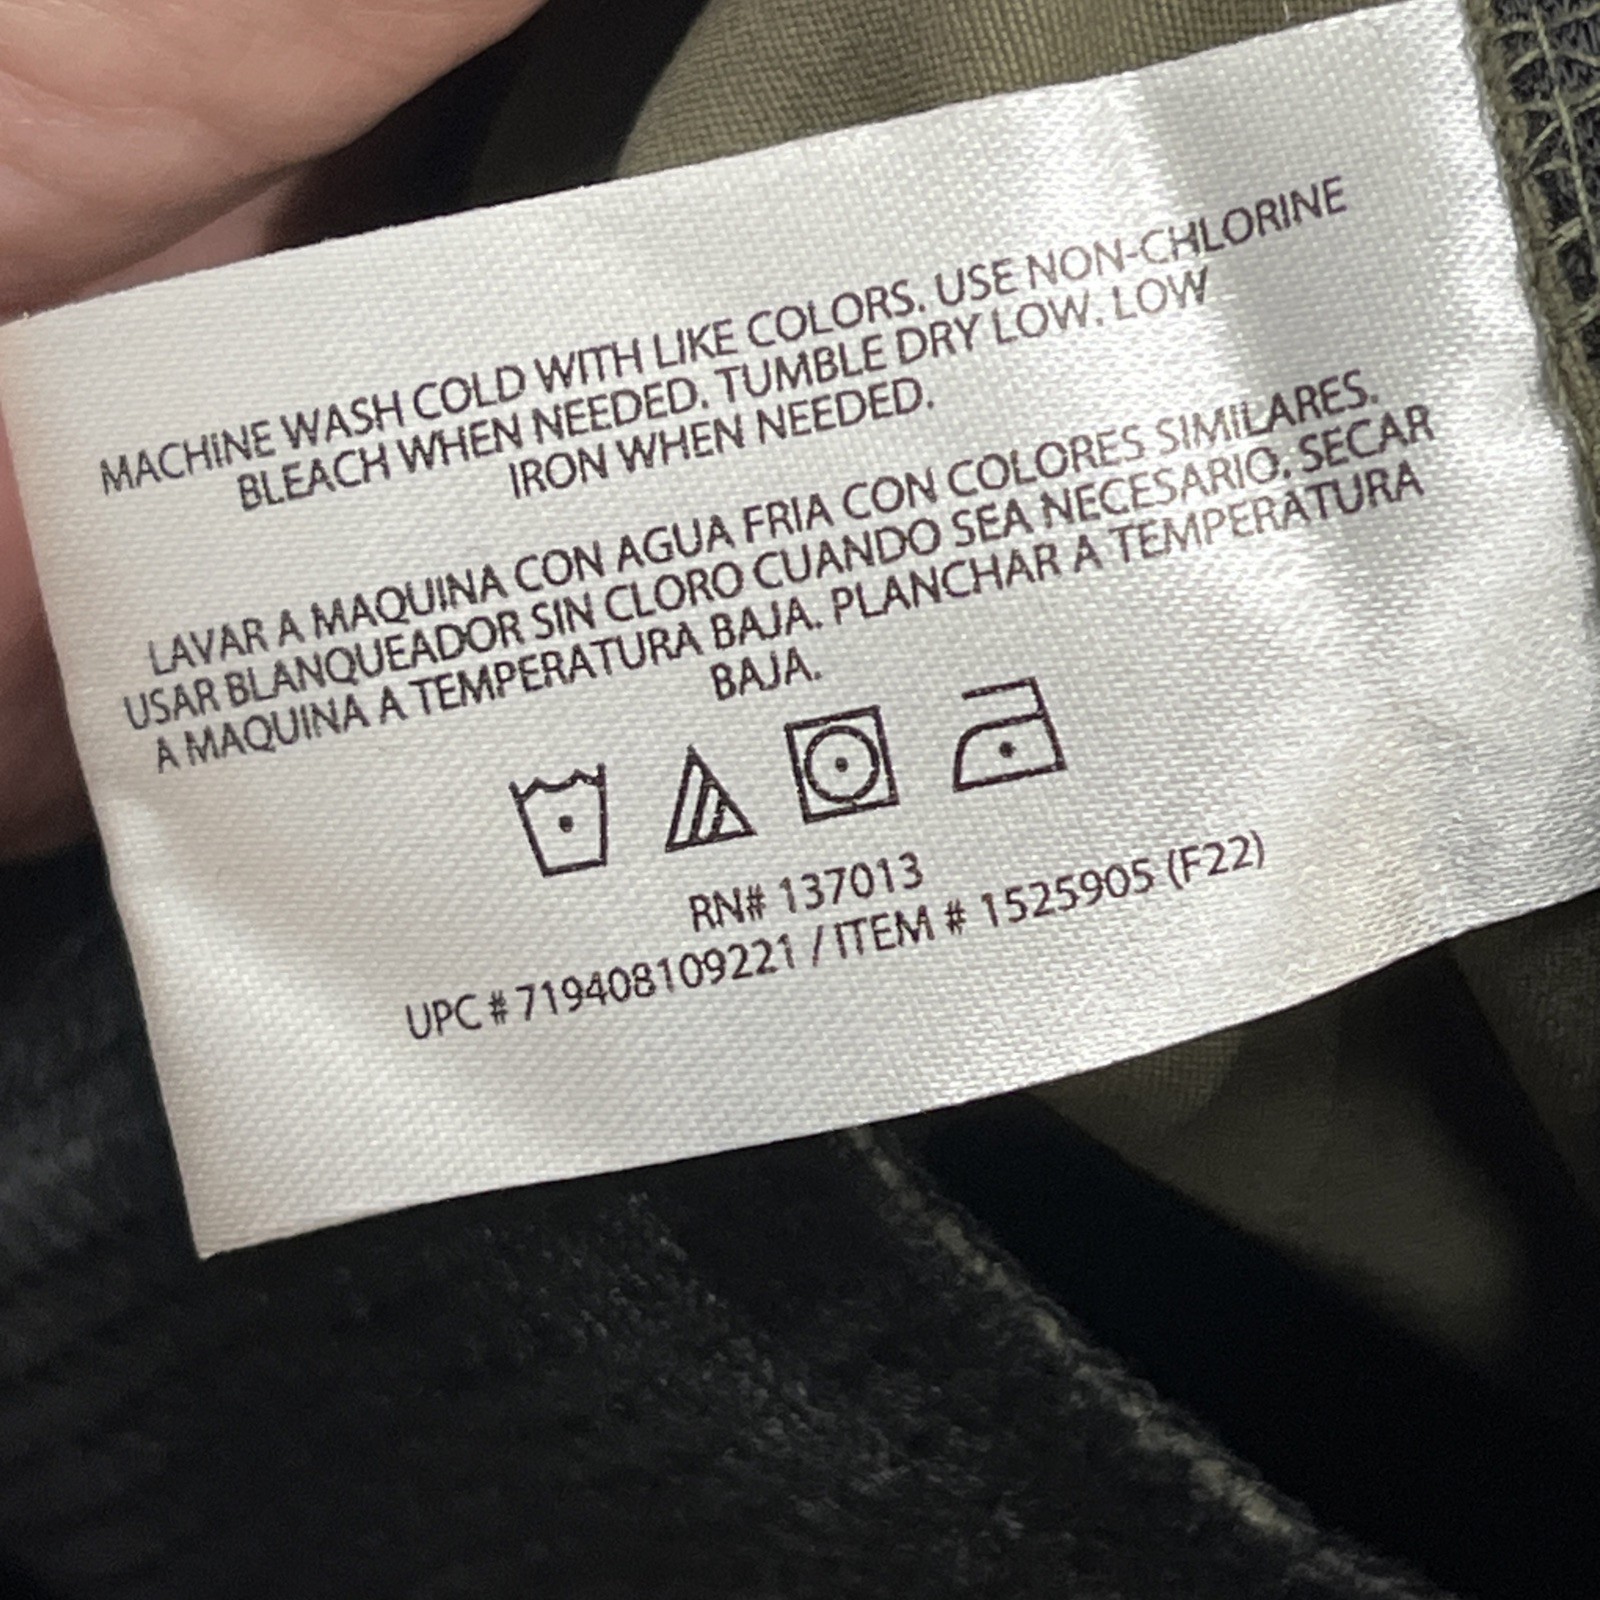 MACHINE WASH COLD WITH LIKE COLORS. USE NON-CHLORINE
BLEACH WHEN NEEDED. TUMBLE DRY LOW. LOW
IRON WHEN NEEDED.
LAVAR A MAQUINA CON AGUA FRIA CON COLORES SIMILARES.
USAR BLANQUEADOR SIN CLORO CUANDO SEA NECESARIO. SECAR
A MAQUINA A TEMPERATURA BAJA. PLANCHAR A TEMPERATURA
BAJA.
RN# 137013
UPC # 719408109221 / ITEM # 1525905 (F22)